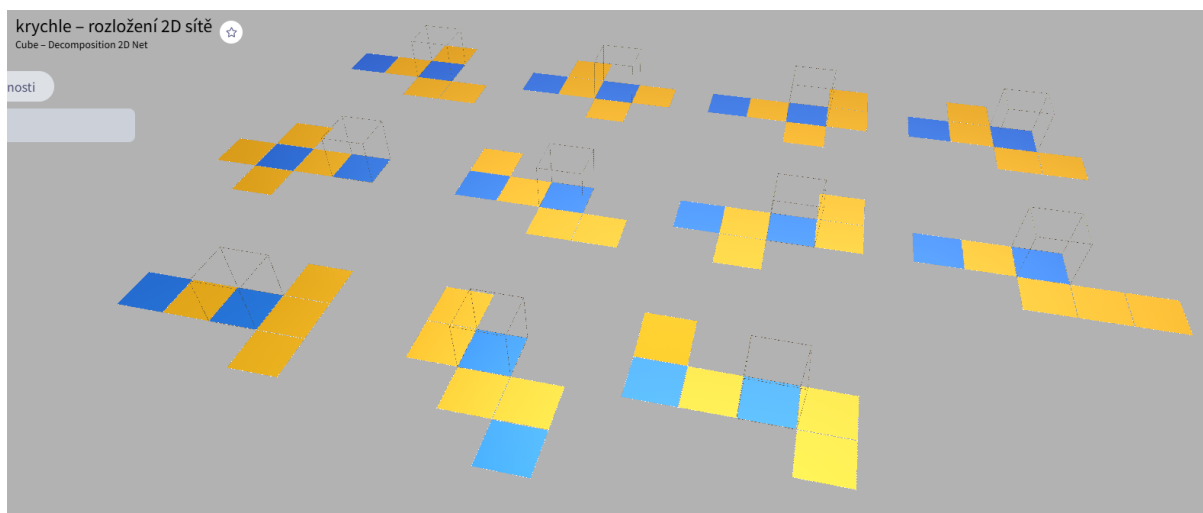 krychle – rozložení 2D sítě
Cube – Decomposition 2D Net
nosti